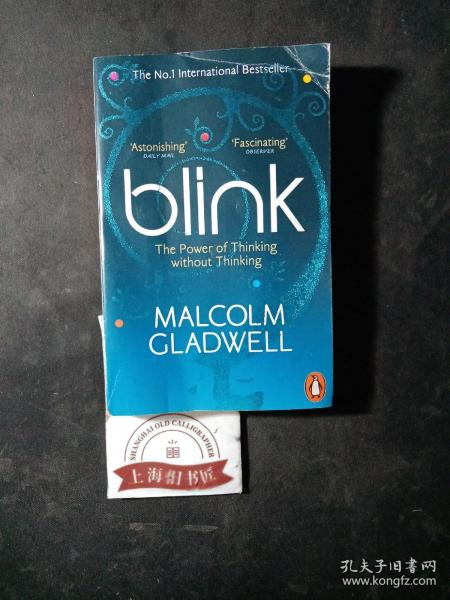 The No.1 International Bestseller
'Astonishing'
DAILY MAIL
'Fascinating'
OBSERVER
blink
The Power of Thinking
without Thinking
MALCOLM
GLADWELL
SHANGHAI OLD CALLIGRAPHER
上海旧书匠
孔夫子旧书网
www.kongfz.com